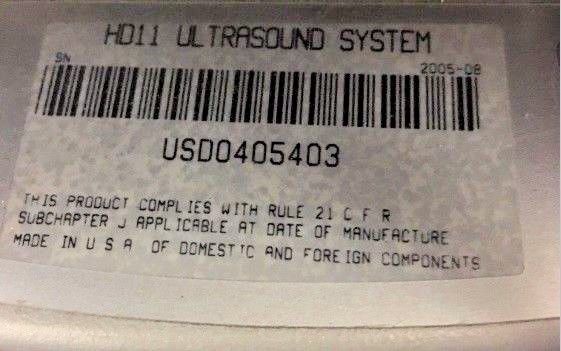 HD11 ULTRASOUND SYSTEM
SN
2005-08
USD0405403
THIS PRODUCT COMPLIES WITH RULE 21 C F R
SUBCHAPTER J APPLICABLE AT DATE OF MANUFACTURE
MADE IN U S A OF DOMESTIC AND FOREIGN COMPONENTS